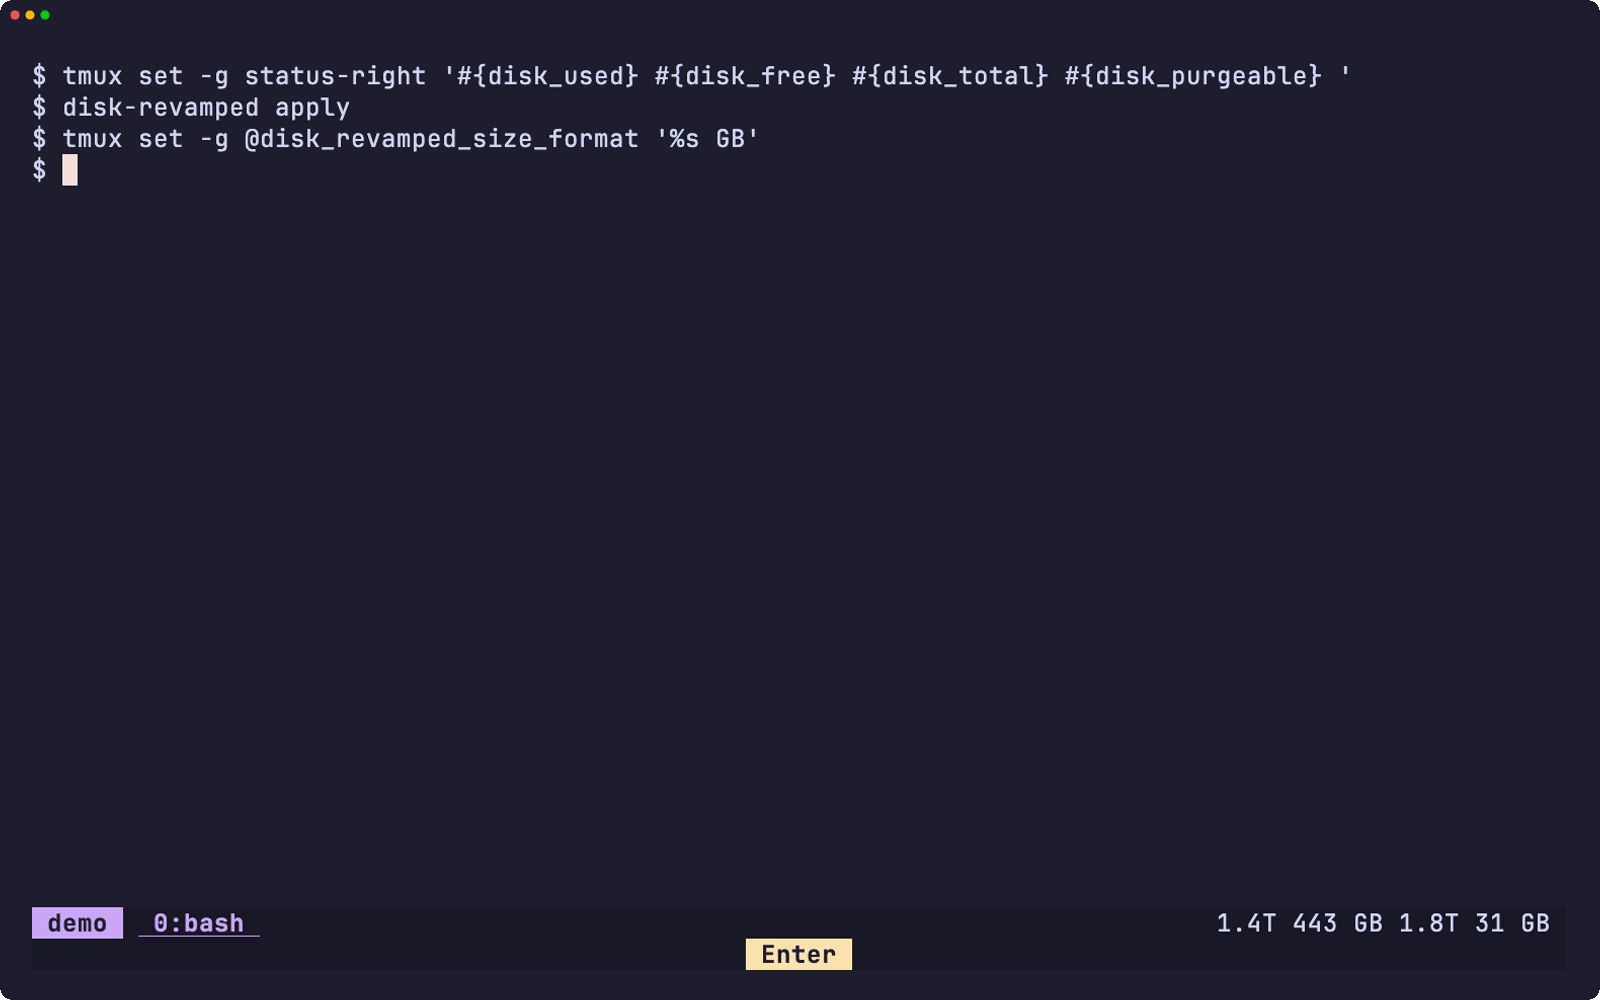 $ tmux set -g status-right '#{disk_used} #{disk_free} #{disk_total} #{disk_purgeable} '
$ disk-revamped apply
$ tmux set -g @disk_revamped_size_format '%s GB'
$
demo 0:bash 1.4T 443 GB 1.8T 31 GB
Enter